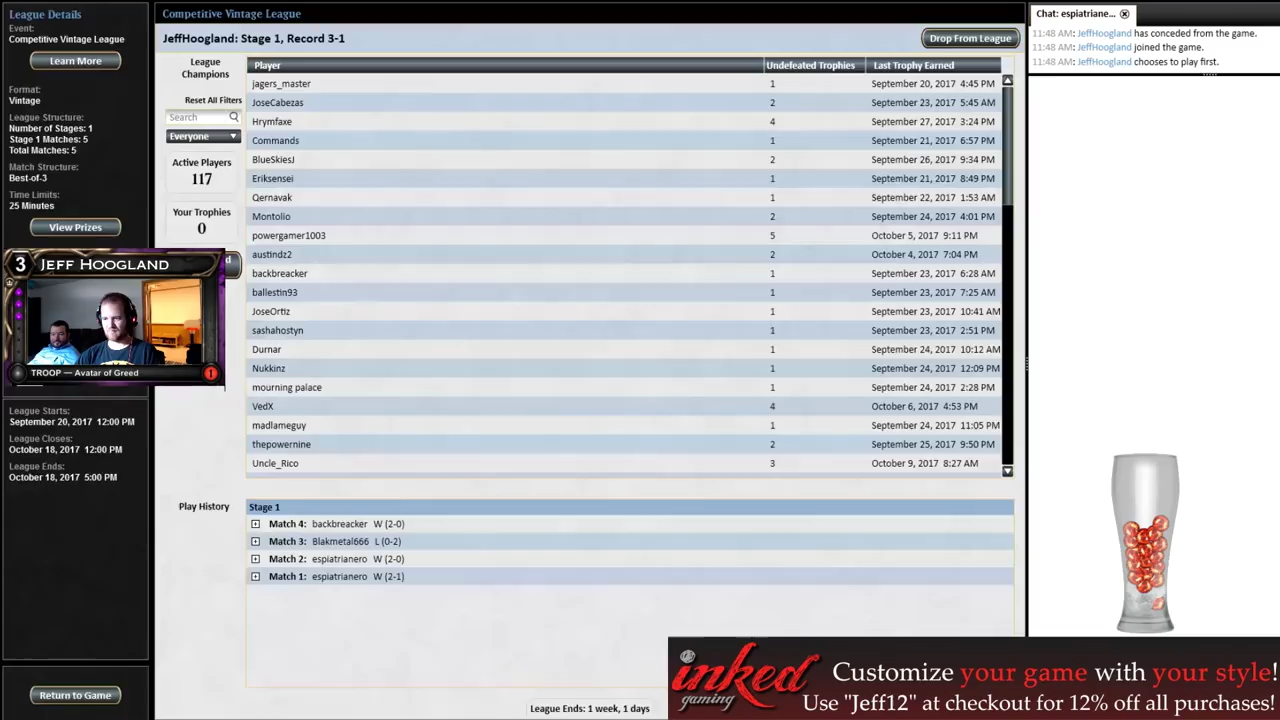 League Details
Event:
Competitive Vintage League
Learn More
Format:
Vintage
League Structure:
Number of Stages: 1
Stage 1 Matches: 5
Total Matches: 5
Match Structure:
Best-of-3
Time Limits:
25 Minutes
View Prizes
3 JEFF HOOGLAND
TROOP — Avatar of Greed
1
League Starts:
September 20, 2017 12:00 PM
League Closes:
October 18, 2017 12:00 PM
League Ends:
October 18, 2017 5:00 PM
Return to Game
Competitive Vintage League
JeffHoogland: Stage 1, Record 3-1
Drop From League
League
Champions
Reset All Filters
Search
Everyone
Active Players
117
Your Trophies
0
d
Player Undefeated Trophies Last Trophy Earned
jagers_master 1 September 20, 2017 4:45 PM
JoseCabezas 2 September 23, 2017 5:45 AM
Hrymfaxe 4 September 27, 2017 3:24 PM
Commands 1 September 21, 2017 6:57 PM
BlueSkiesJ 2 September 26, 2017 9:34 PM
Eriksensei 1 September 21, 2017 8:49 PM
Qernavak 1 September 22, 2017 1:53 AM
Montolio 2 September 24, 2017 4:01 PM
powergamer1003 5 October 5, 2017 9:11 PM
austindz2 2 October 4, 2017 7:04 PM
backbreacker 1 September 23, 2017 6:28 AM
ballestin93 1 September 23, 2017 7:25 AM
JoseOrtiz 1 September 23, 2017 10:41 AM
sashahostyn 1 September 23, 2017 2:51 PM
Durnar 1 September 24, 2017 10:12 AM
Nukkinz 1 September 24, 2017 12:09 PM
mourning palace 1 September 24, 2017 2:28 PM
VedX 4 October 6, 2017 4:53 PM
madlameguy 1 September 24, 2017 11:05 PM
thepowernine 2 September 25, 2017 9:50 PM
Uncle_Rico 3 October 9, 2017 8:27 AM
Play History
Stage 1
Match 4: backbreacker W (2-0)
Match 3: Blakmetal666 L (0-2)
Match 2: espiatrianero W (2-0)
Match 1: espiatrianero W (2-1)
League Ends: 1 week, 1 days
Chat: espiatriane...
11:48 AM: JeffHoogland has conceded from the game.
11:48 AM: JeffHoogland joined the game.
11:48 AM: JeffHoogland chooses to play first.
inked
gaming
Customize your game with your style!
Use "Jeff12" at checkout for 12% off all purchases!